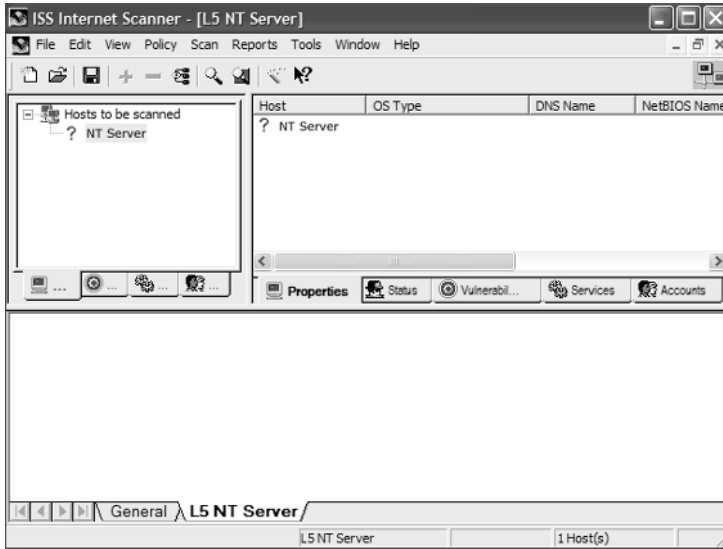 ISS Internet Scanner - [L5 NT Server]
File Edit View Policy Scan Reports Tools Window Help
Hosts to be scanned
? NT Server
Host OS Type DNS Name NetBIOS Name
? NT Server
... ... ... ...
Properties Status Vulnerabil... Services Accounts
General L5 NT Server
L5 NT Server 1 Host(s)